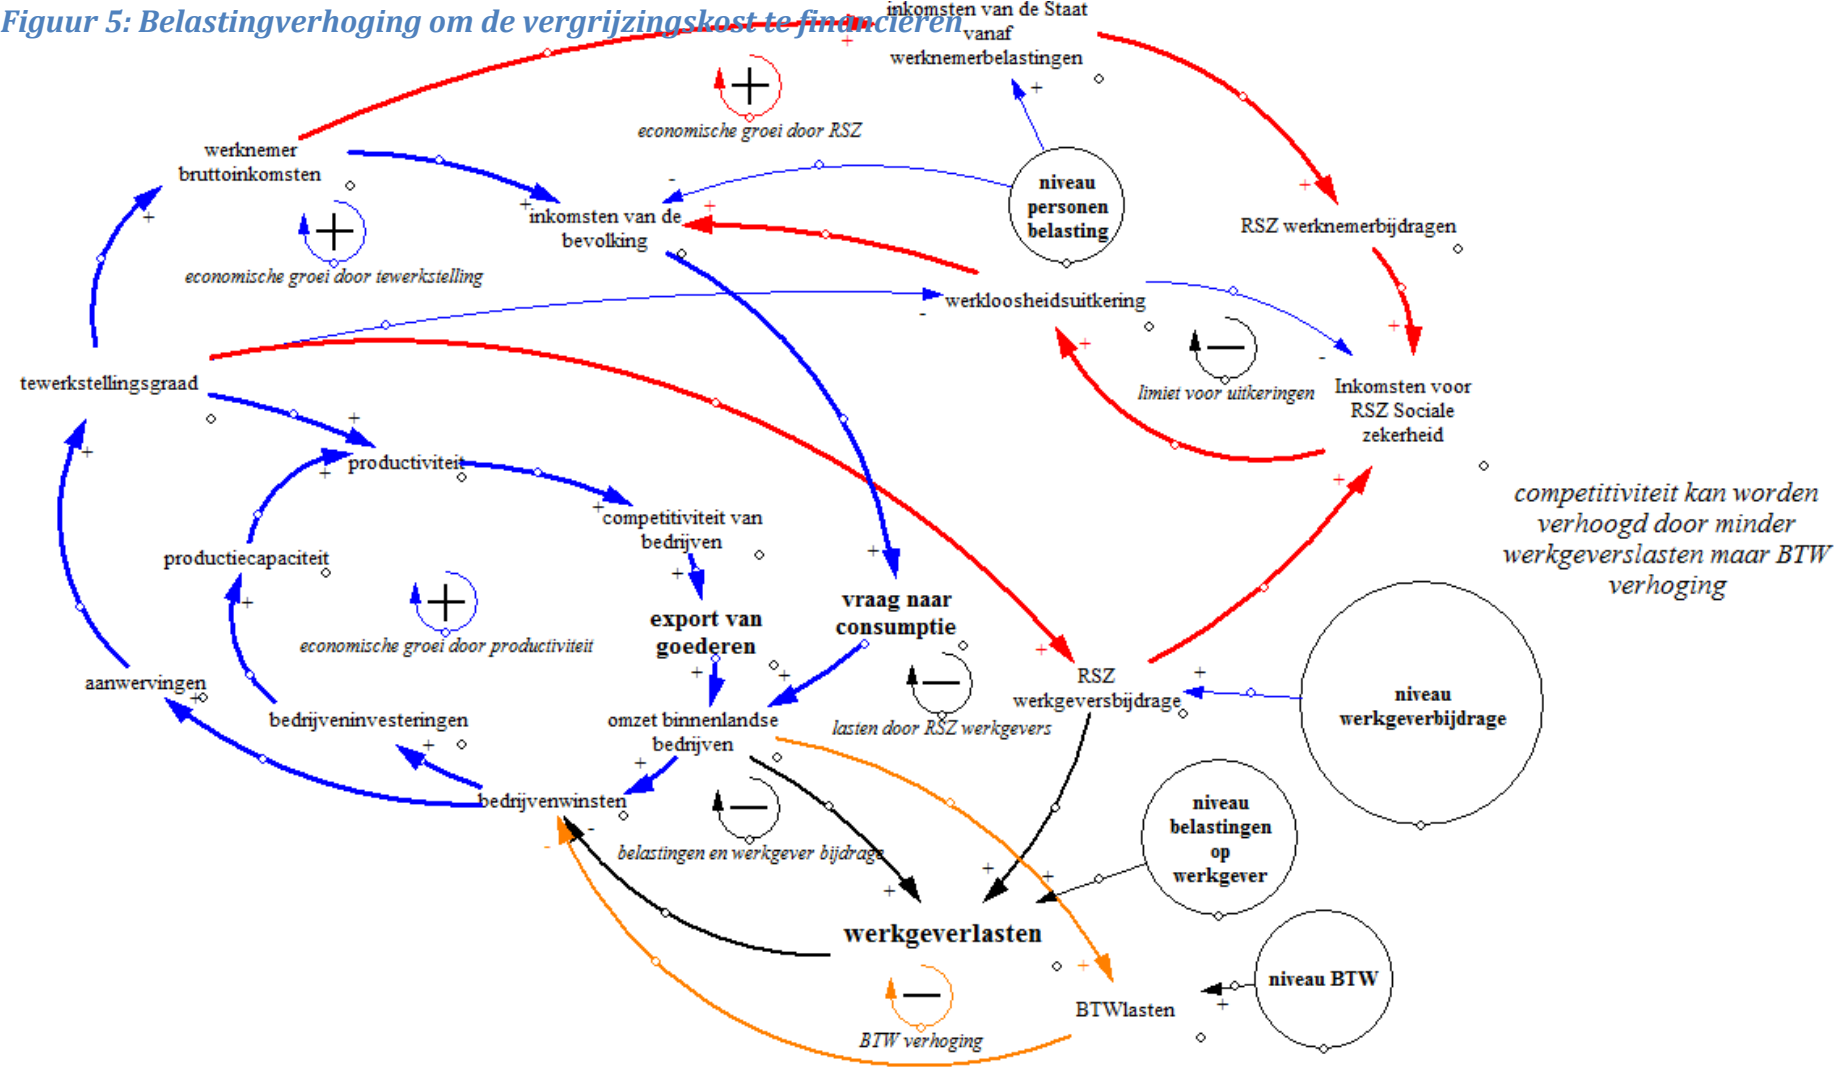 Figuur 5: Belastingverhoging om de vergrijzingskost te financieren
inkomsten van de Staat
vanaf
werknemerbelastingen
+
+
+
economische groei door RSZ
werknemer
bruttoinkomsten
+
+
economische groei door tewerkstelling
-
+
+
inkomsten van de
bevolking
niveau
personen
belasting
+
RSZ werknemerbijdragen
werkloosheidsuitkering
-
+
-
+
limiet voor uitkeringen
-
Inkomsten voor
RSZ Sociale
zekerheid
+
tewerkstellingsgraad
+
+
productiviteit
+
competitiviteit van
bedrijven
+
productiecapaciteit
+
+
economische groei door productiviteit
+
export van
goederen
+
vraag naar
consumptie
+
+
competitiviteit kan worden
verhoogd door minder
werkgeverslasten maar BTW
verhoging
aanwervingen
+
bedrijveninvesteringen
+
omzet binnenlandse
bedrijven
+
-
lasten door RSZ werkgevers
+
RSZ
werkgeversbijdrage
+
niveau
werkgeverbijdrage
bedrijvenwinsten
-
-
-
belastingen en werkgever bijdrage
+
+
+
niveau
belastingen
op
werkgever
werkgeverlasten
-
BTW verhoging
+
BTWlasten
+
niveau BTW